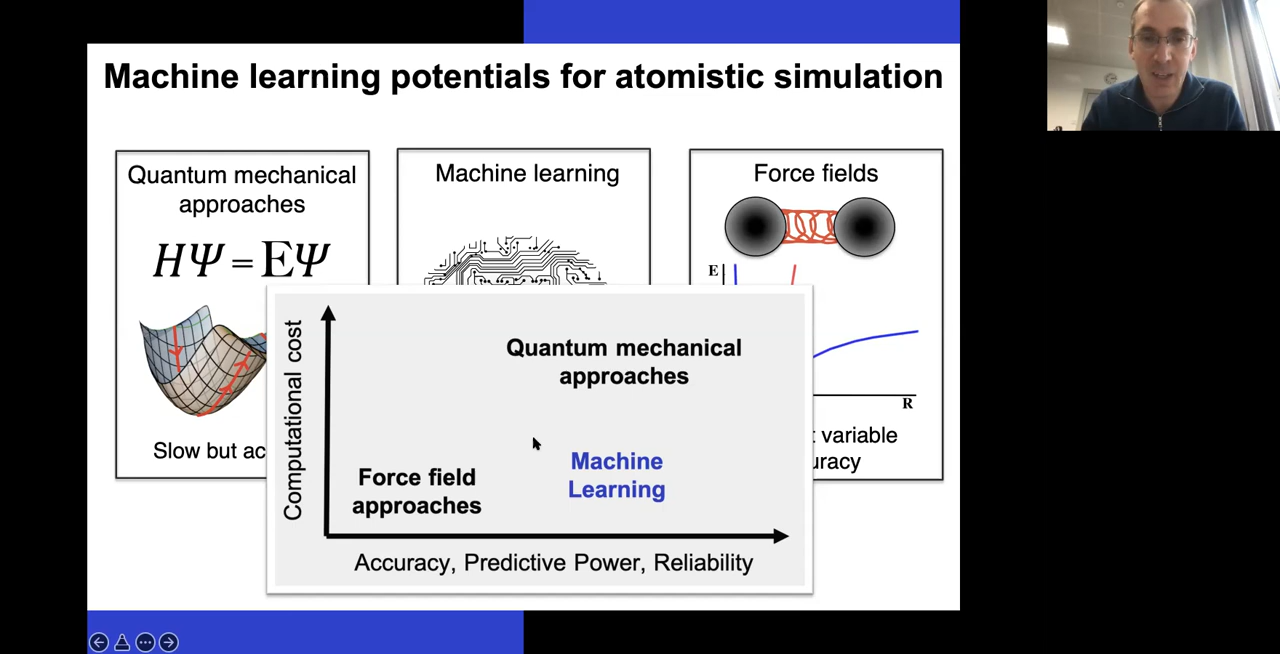 Machine learning potentials for atomistic simulation
Quantum mechanical
approaches
HΨ = EΨ
Slow but ac
Machine learning
Force fields
E
R
t variable
uracy
Computational cost
Quantum mechanical
approaches
Force field
approaches
Machine
Learning
Accuracy, Predictive Power, Reliability